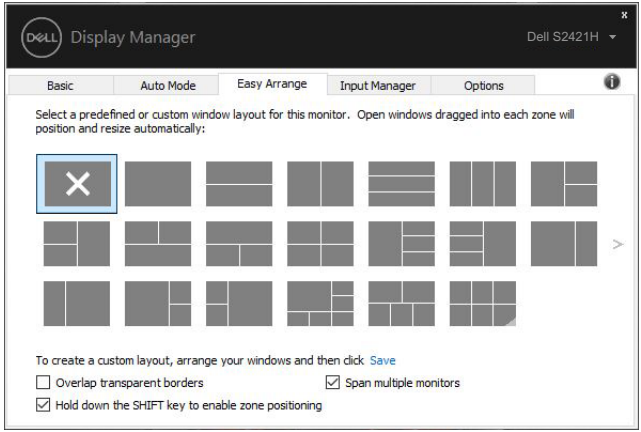 DELL Display Manager
x
Dell S2421H
Basic
Auto Mode
Easy Arrange
Input Manager
Options
i
Select a predefined or custom window layout for this monitor. Open windows dragged into each zone will
position and resize automatically:
>
To create a custom layout, arrange your windows and then click Save
Overlap transparent borders
Span multiple monitors
Hold down the SHIFT key to enable zone positioning